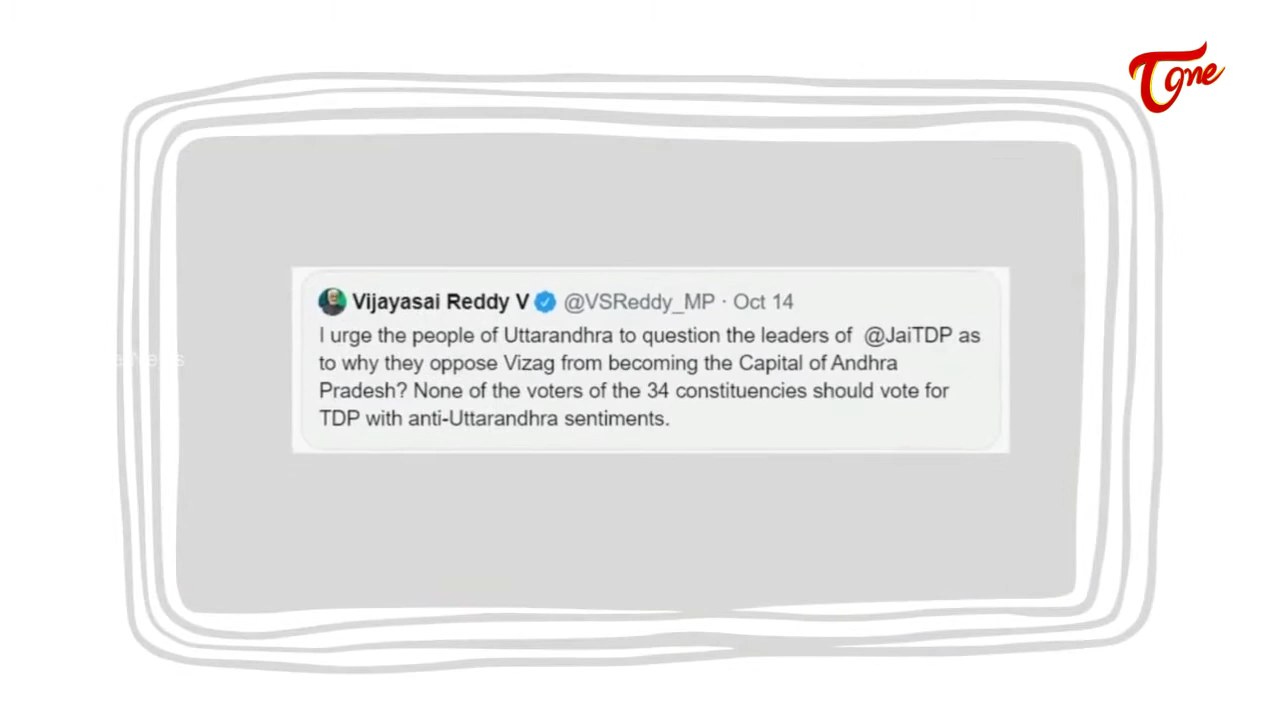 Tone
Vijayasai Reddy V @VSReddy_MP · Oct 14
I urge the people of Uttarandhra to question the leaders of @JaiTDP as
to why they oppose Vizag from becoming the Capital of Andhra
Pradesh? None of the voters of the 34 constituencies should vote for
TDP with anti-Uttarandhra sentiments.